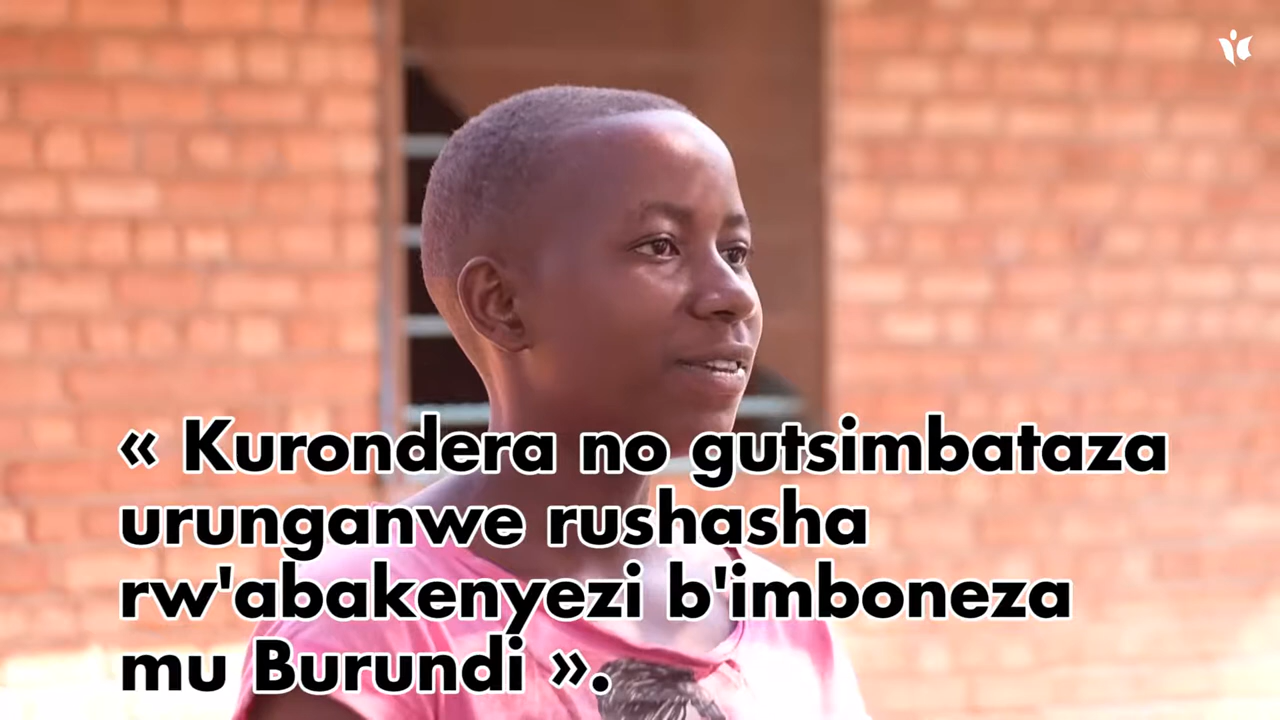 « Kurondera no gutsimbataza
urunganwe rushasha
rw'abakenyezi b'imboneza
mu Burundi ».